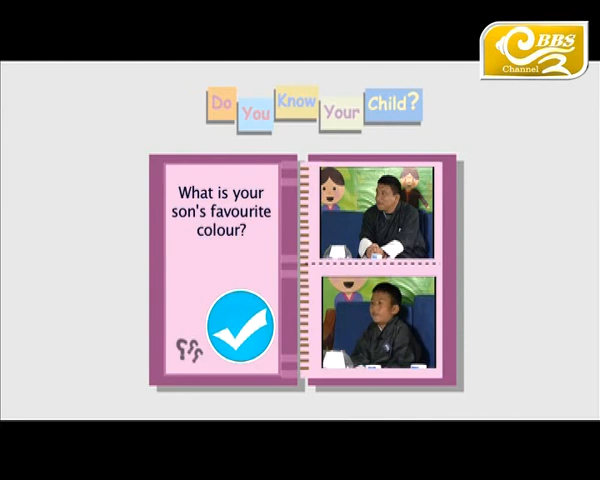 BBS
Channel 2
Do You Know Your Child?
What is your
son's favourite
colour?
???